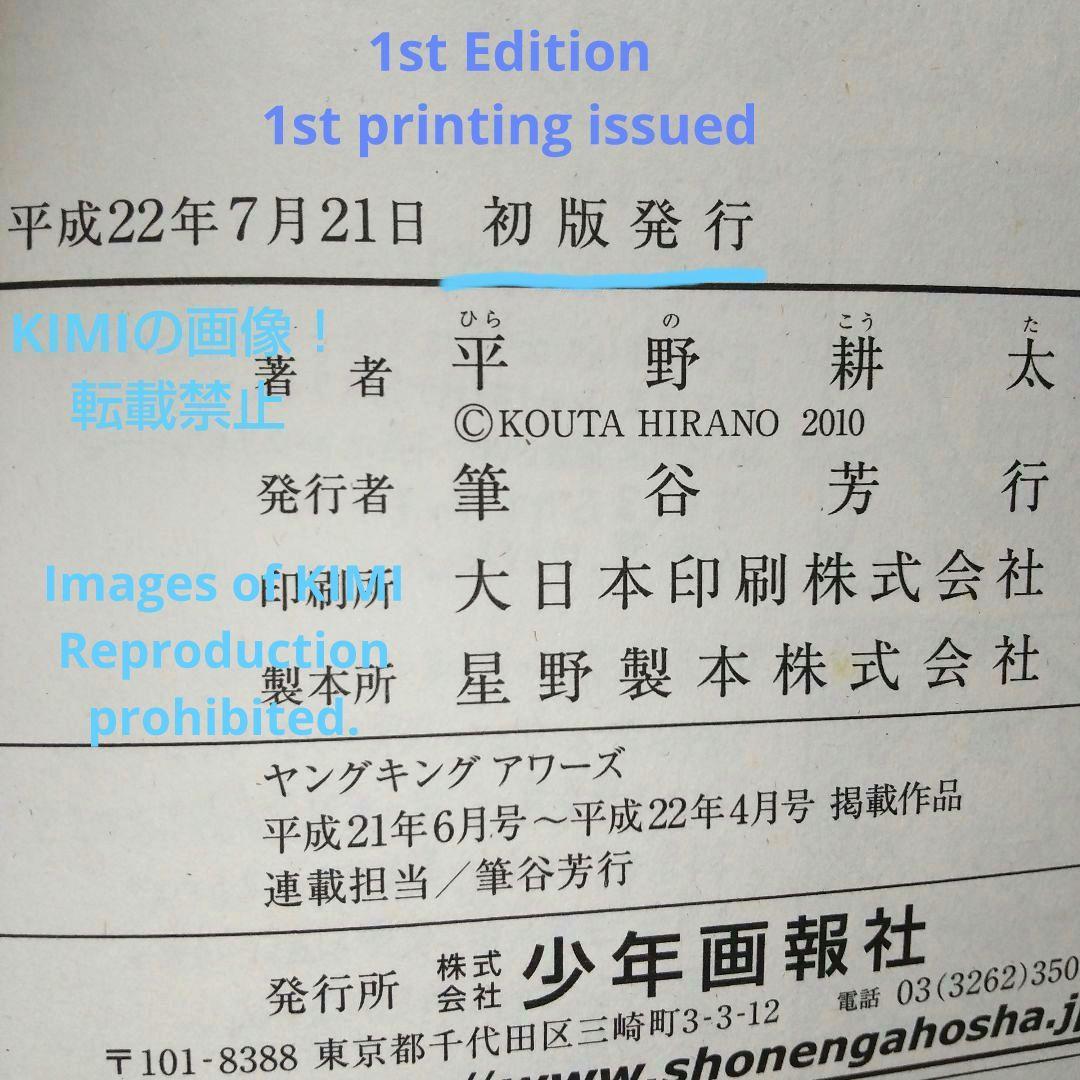 1st Edition
1st printing issued
平成22年7月21日 初版発行
KIMIの画像！
転載禁止
著者 平野耕太
ひらのこうた
©KOUTA HIRANO 2010
発行者 筆谷芳行
Images of KIMI
Reproduction
prohibited.
印刷所 大日本印刷株式会社
製本所 星野製本株式会社
ヤングキング アワーズ
平成21年6月号～平成22年4月号 掲載作品
連載担当／筆谷芳行
発行所 株式会社 少年画報社
〒101-8388 東京都千代田区三崎町3-3-12 電話 03(3262)350
www.shonengahosha.j